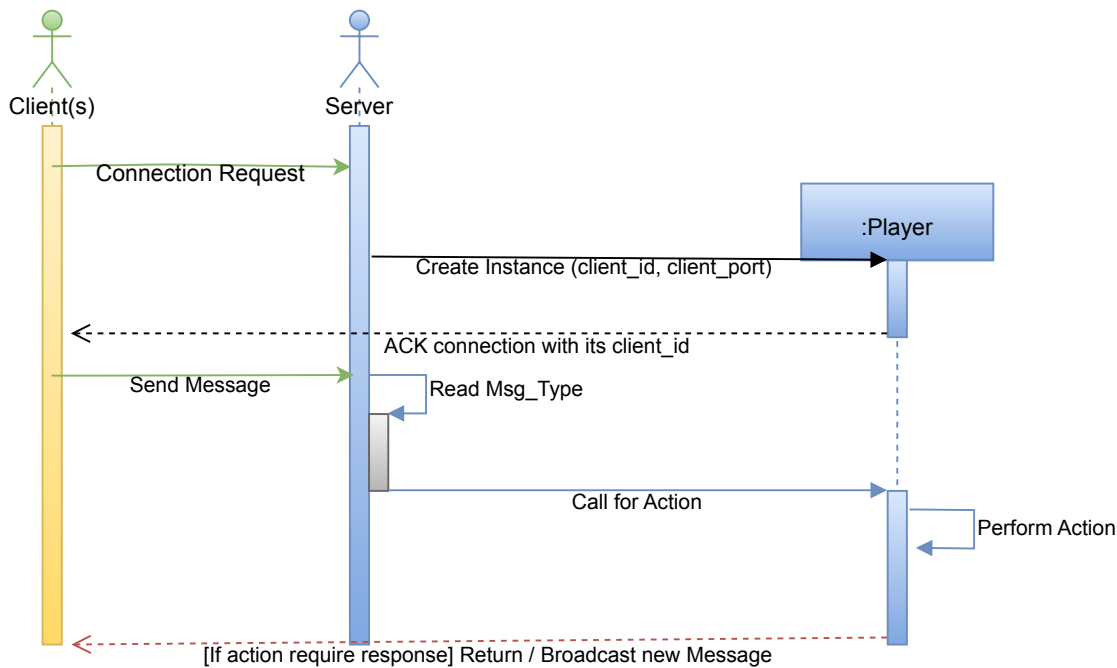 Client(s)
Server
Connection Request
:Player
Create Instance (client_id, client_port)
ACK connection with its client_id
Send Message
Read Msg_Type
Call for Action
Perform Action
[If action require response] Return / Broadcast new Message